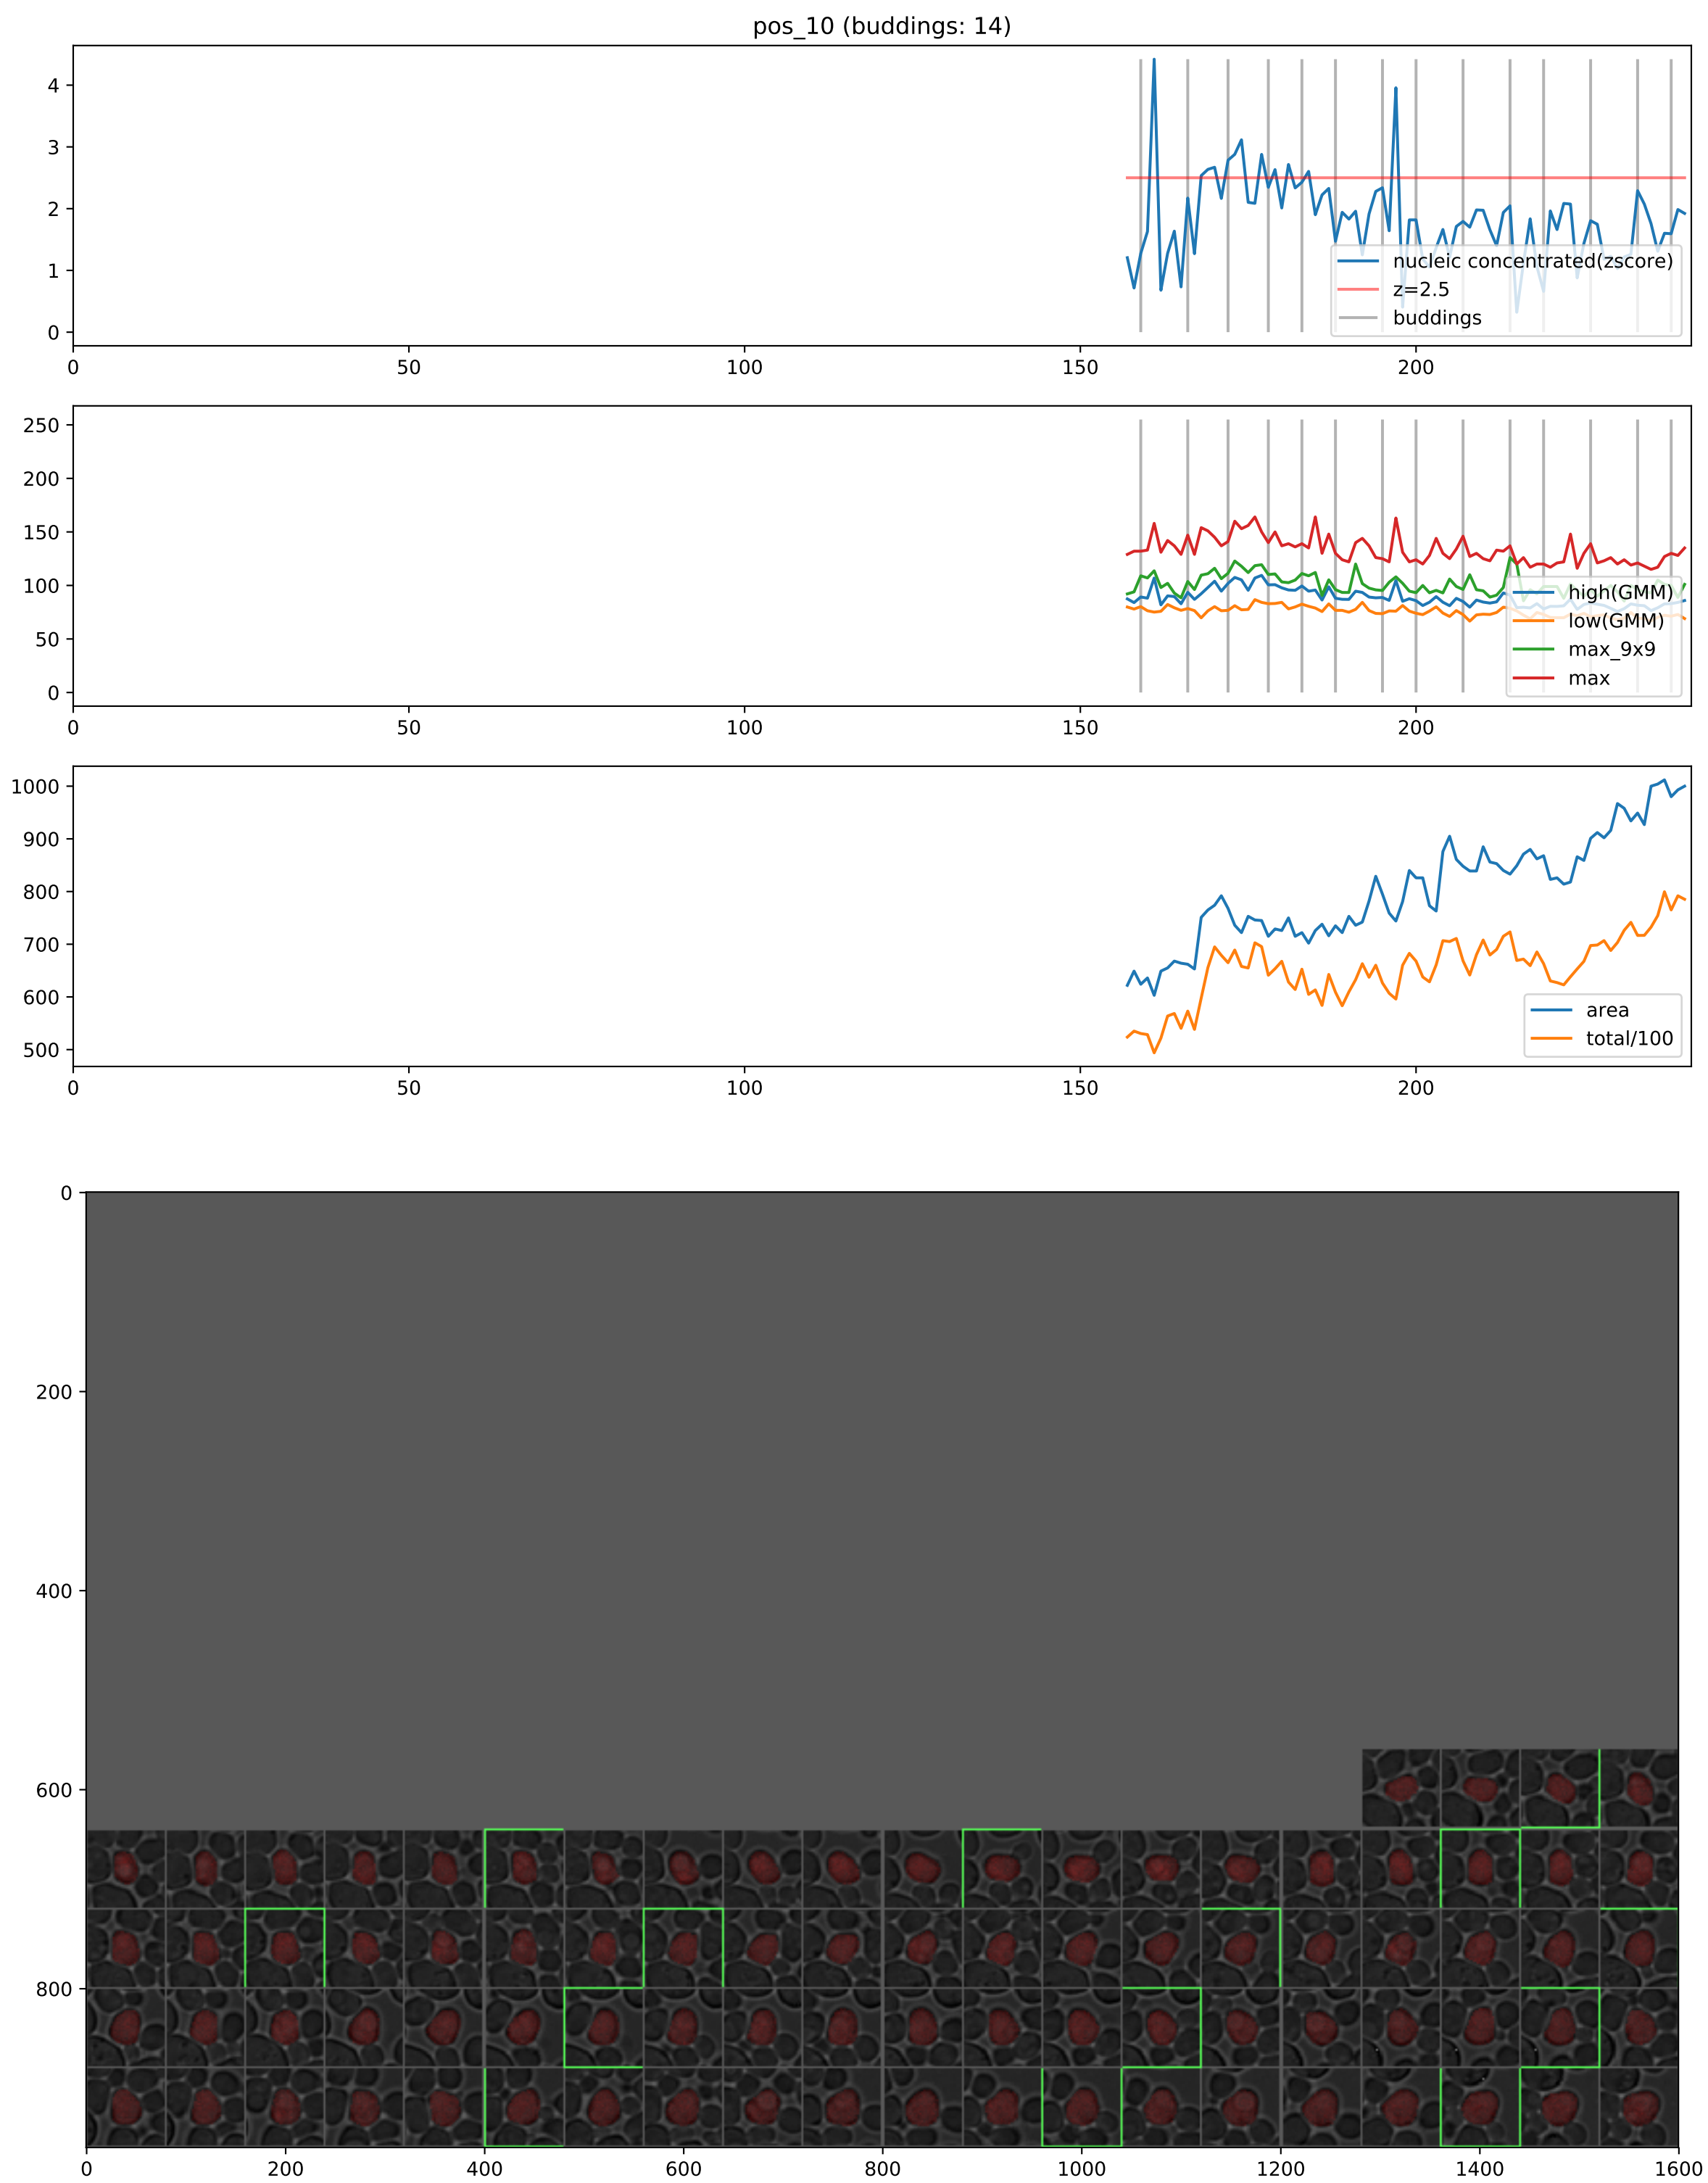 pos_10 (buddings: 14)
4
3
2
1
0
nucleic concentrated(zscore)
z=2.5
buddings
0 50 100 150 200
250
200
150
100
50
0
high(GMM)
low(GMM)
max_9x9
max
0 50 100 150 200
1000
900
800
700
600
500
area
total/100
0 50 100 150 200
0
200
400
600
800
0 200 400 600 800 1000 1200 1400 1600